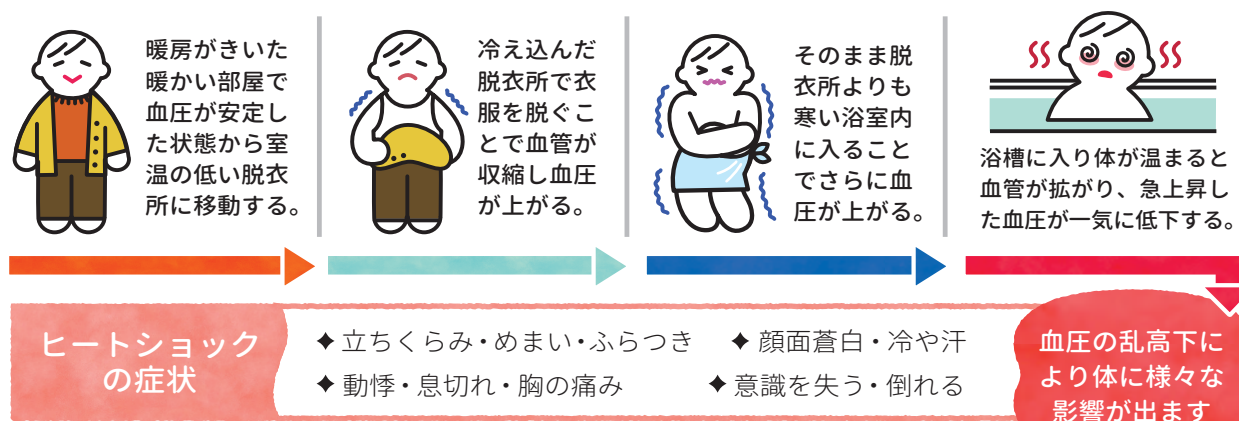 暖房がきいた
暖かい部屋で
血圧が安定し
た状態から室
温の低い脱衣
所に移動する。
冷え込んだ
脱衣所で衣
服を脱ぐこ
とで血管が
収縮し血圧
が上がる。
そのまま脱
衣所よりも
寒い浴室内
に入ること
でさらに血
圧が上がる。
浴槽に入り体が温まると
血管が拡がり、急上昇し
た血圧が一気に低下する。
ヒートショック
の症状
✦ 立ちくらみ・めまい・ふらつき
✦ 顔面蒼白・冷や汗
✦ 動悸・息切れ・胸の痛み
✦ 意識を失う・倒れる
血圧の乱高下に
より体に様々な
影響が出ます